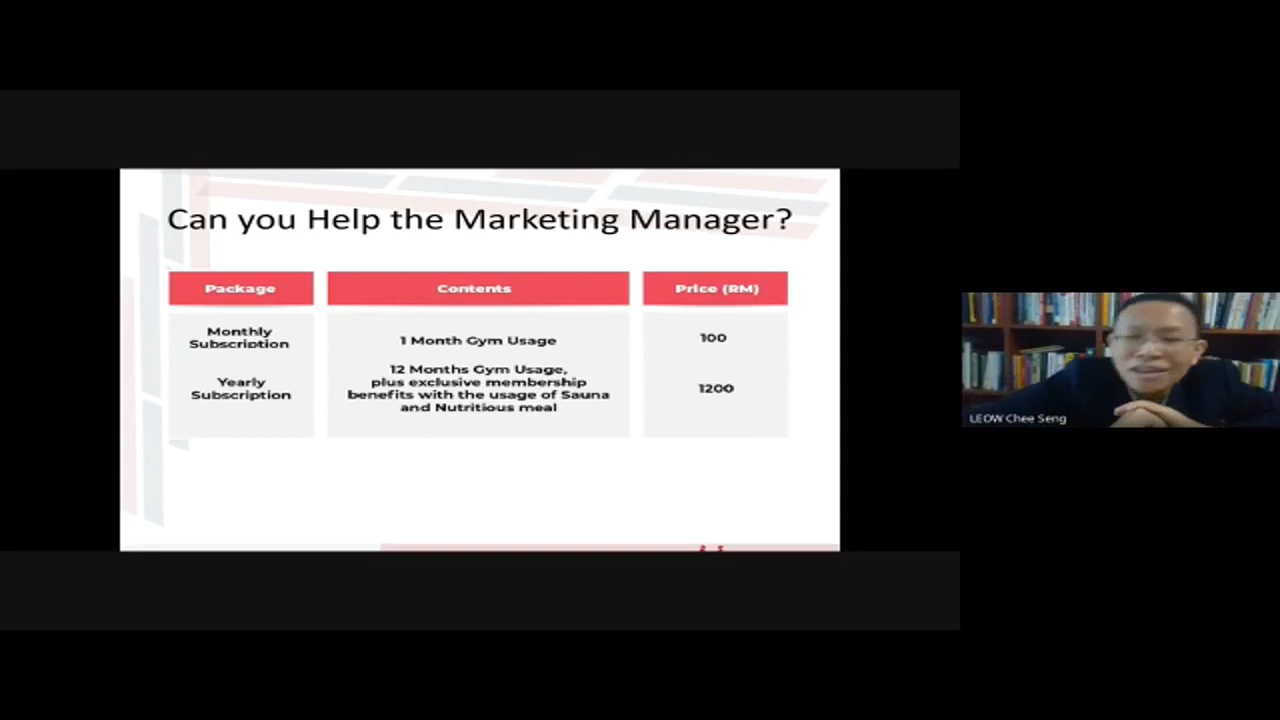 Can you Help the Marketing Manager?
Package
Contents
Price (RM)
Monthly
Subscription
1 Month Gym Usage
100
Yearly
Subscription
12 Months Gym Usage,
plus exclusive membership
benefits with the usage of Sauna
and Nutritious meal
1200
LEOW Chee Seng